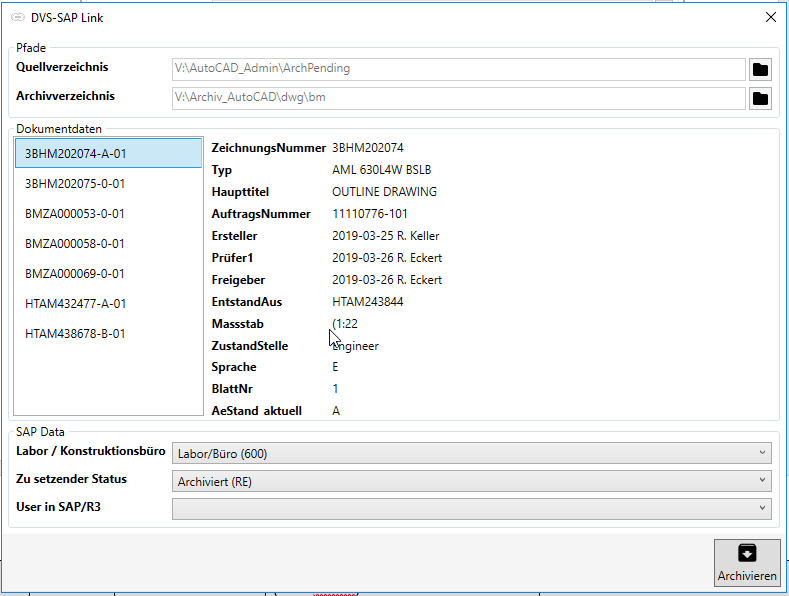 DVS-SAP Link
Pfade
Quellverzeichnis V:\AutoCAD_Admin\ArchPending
Archivverzeichnis V:\Archiv_AutoCAD\dwg\bm
Dokumentdaten
3BHM202074-A-01
3BHM202075-0-01
BMZA000053-0-01
BMZA000058-0-01
BMZA000069-0-01
HTAM432477-A-01
HTAM438678-B-01
ZeichnungsNummer 3BHM202074
Typ AML 630L4W BSLB
Haupttitel OUTLINE DRAWING
AuftragsNummer 11110776-101
Ersteller 2019-03-25 R. Keller
Prüfer1 2019-03-26 R. Eckert
Freigeber 2019-03-26 R. Eckert
EntstandAus HTAM243844
Massstab (1:22
ZustandStelle Engineer
Sprache E
BlattNr 1
AeStand_aktuell A
SAP Data
Labor / Konstruktionsbüro Labor/Büro (600)
Zu setzender Status Archiviert (RE)
User in SAP/R3
Archivieren